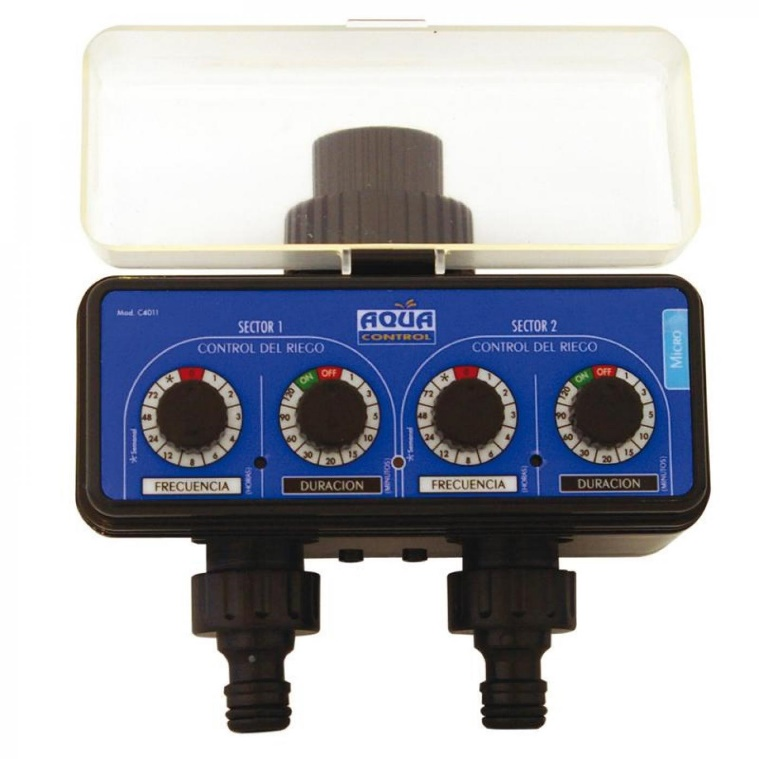 Mod. C4011
SECTOR 1
AQUA
CONTROL
SECTOR 2
CONTROL DEL RIEGO
CONTROL DEL RIEGO
MICRO
* 1 2 3 4 6 8 12 24 48 72
ON OFF 1 3 5 10 15 20 30 60 90 120
* 1 2 3 4 6 8 12 24 48 72
ON OFF 1 3 5 10 15 20 30 60 90 120
*Semanal
FRECUENCIA
(HORAS)
DURACION
(MINUTOS)
*Semanal
FRECUENCIA
(HORAS)
DURACION
(MINUTOS)